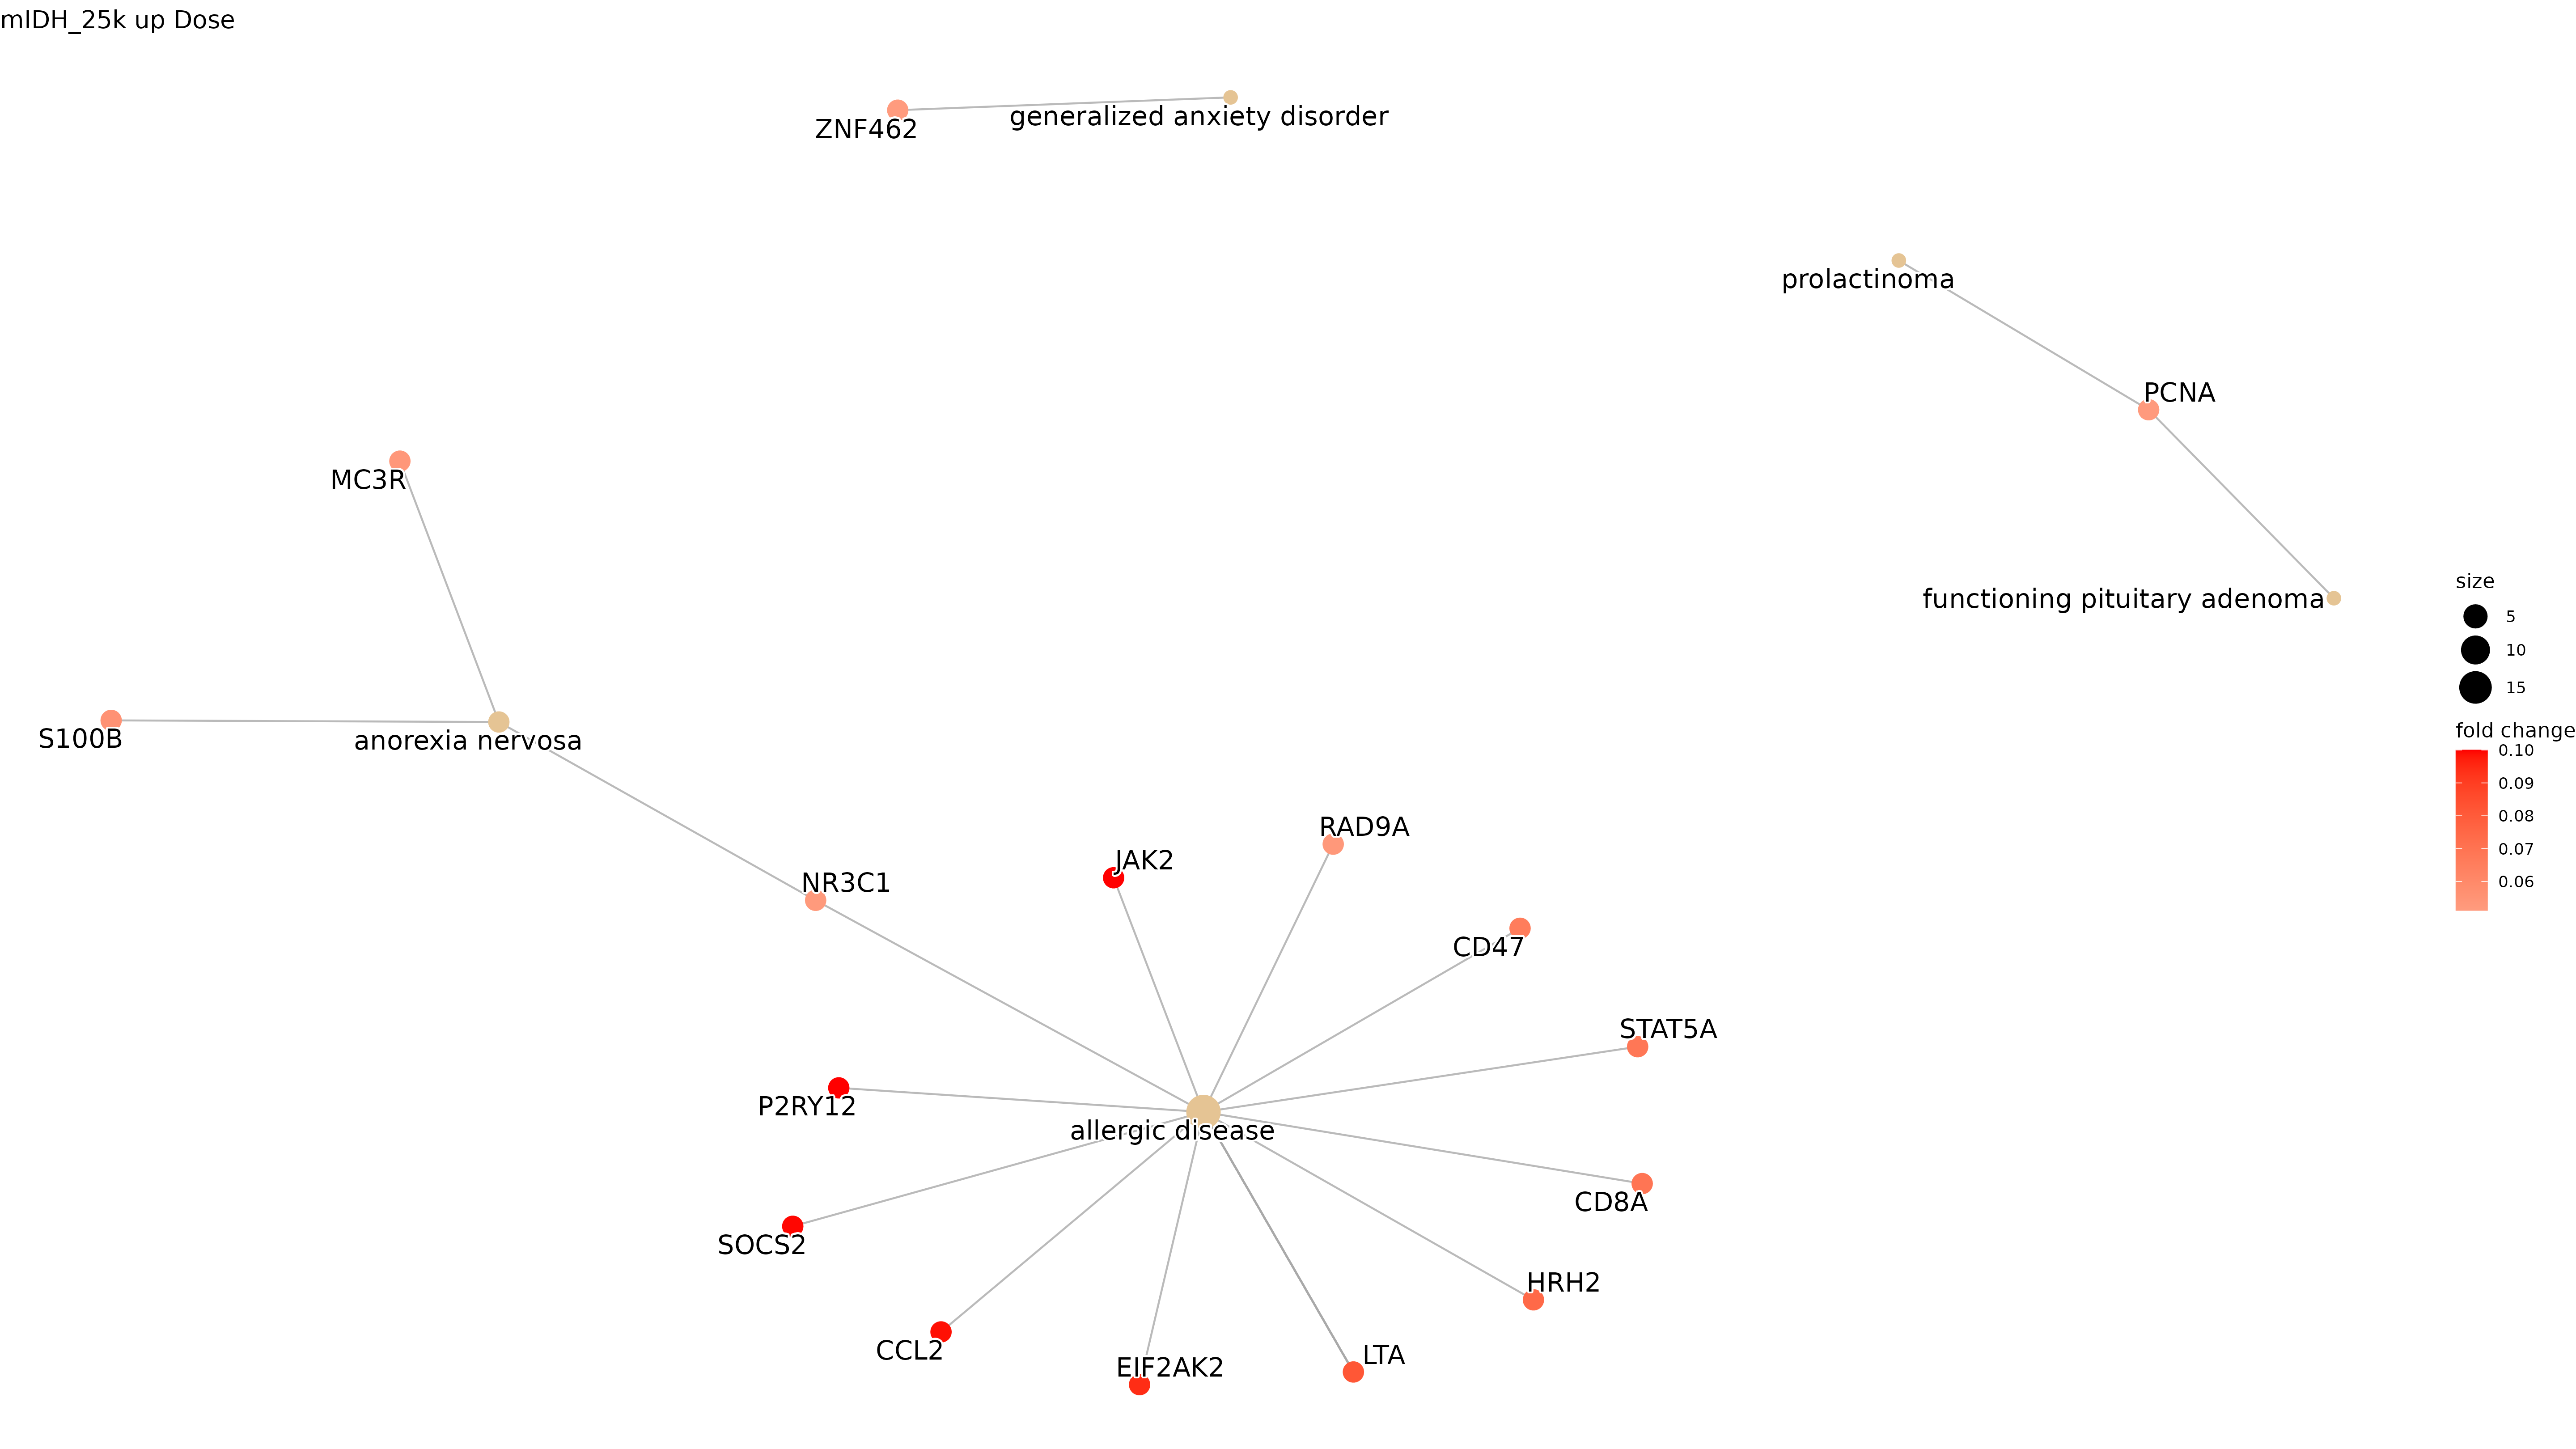 mIDH_25k up Dose
generalized anxiety disorder
ZNF462
prolactinoma
PCNA
MC3R
functioning pituitary adenoma
size
5
10
15
S100B
anorexia nervosa
fold change
0.10
0.09
0.08
0.07
0.06
RAD9A
JAK2
NR3C1
CD47
STAT5A
P2RY12
allergic disease
CD8A
SOCS2
HRH2
CCL2
LTA
EIF2AK2